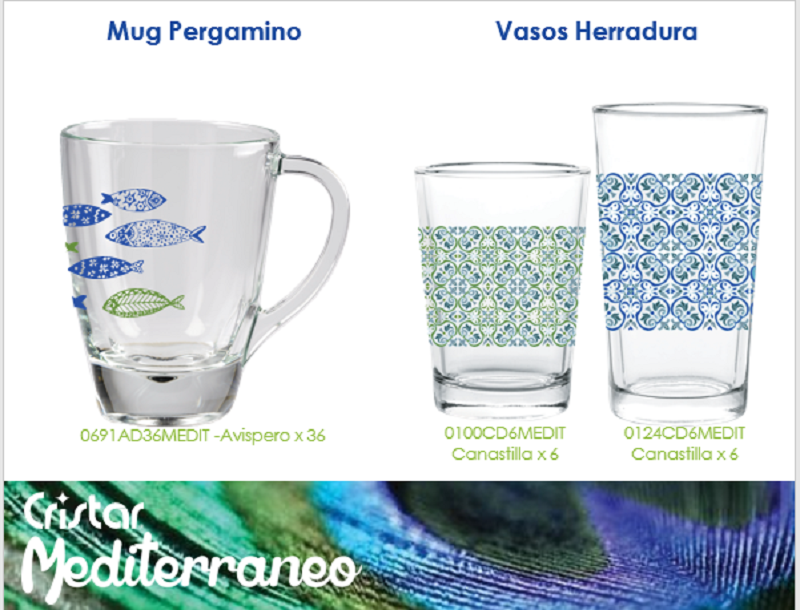 Mug Pergamino
Vasos Herradura
0691AD36MEDIT -Avispero x 36
0100CD6MEDIT
Canastilla x 6
0124CD6MEDIT
Canastilla x 6
Cristar
Mediterraneo